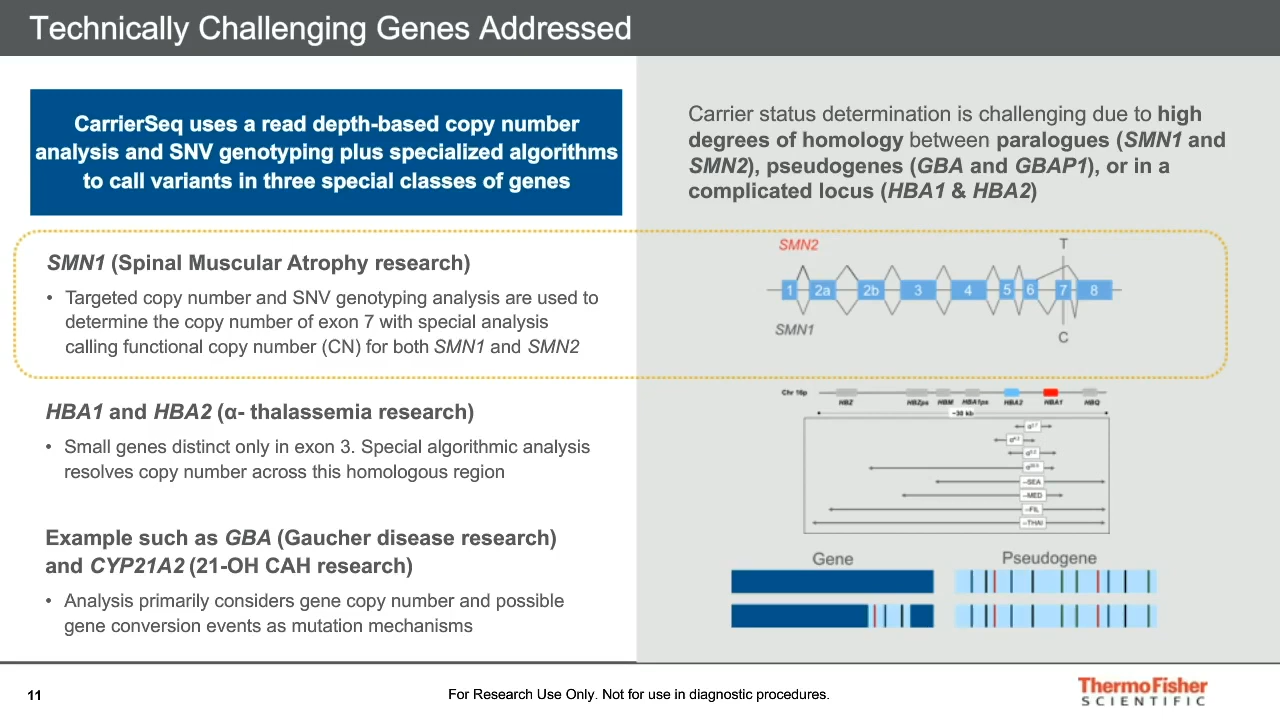 Technically Challenging Genes Addressed
CarrierSeq uses a read depth-based copy number
analysis and SNV genotyping plus specialized algorithms
to call variants in three special classes of genes
SMN1 (Spinal Muscular Atrophy research)
• Targeted copy number and SNV genotyping analysis are used to
determine the copy number of exon 7 with special analysis
calling functional copy number (CN) for both SMN1 and SMN2
HBA1 and HBA2 (α- thalassemia research)
• Small genes distinct only in exon 3. Special algorithmic analysis
resolves copy number across this homologous region
Example such as GBA (Gaucher disease research)
and CYP21A2 (21-OH CAH research)
• Analysis primarily considers gene copy number and possible
gene conversion events as mutation mechanisms
Carrier status determination is challenging due to high
degrees of homology between paralogues (SMN1 and
SMN2), pseudogenes (GBA and GBAP1), or in a
complicated locus (HBA1 & HBA2)
SMN2 T
1 2a 2b 3 4 5 6 7 8
SMN1 C
Chr 16p
HBZ HBZps HBM HBA1ps HBA2 HBA1 HBQ
~30 kb
--SEA
--MED
--FIL
--THAI
Gene Pseudogene
11
For Research Use Only. Not for use in diagnostic procedures.
ThermoFisher
SCIENTIFIC